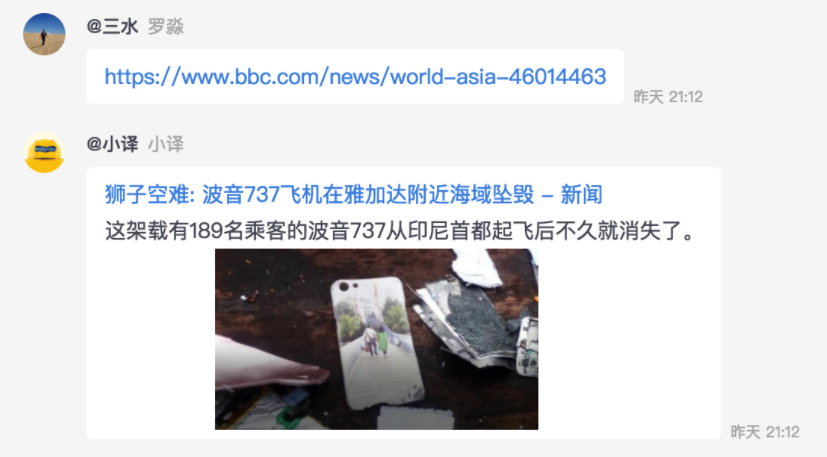 @三水 罗淼
https://www.bbc.com/news/world-asia-46014463
昨天 21:12
@小译 小译
狮子空难: 波音737飞机在雅加达附近海域坠毁 - 新闻
这架载有189名乘客的波音737从印尼首都起飞后不久就消失了。
昨天 21:12